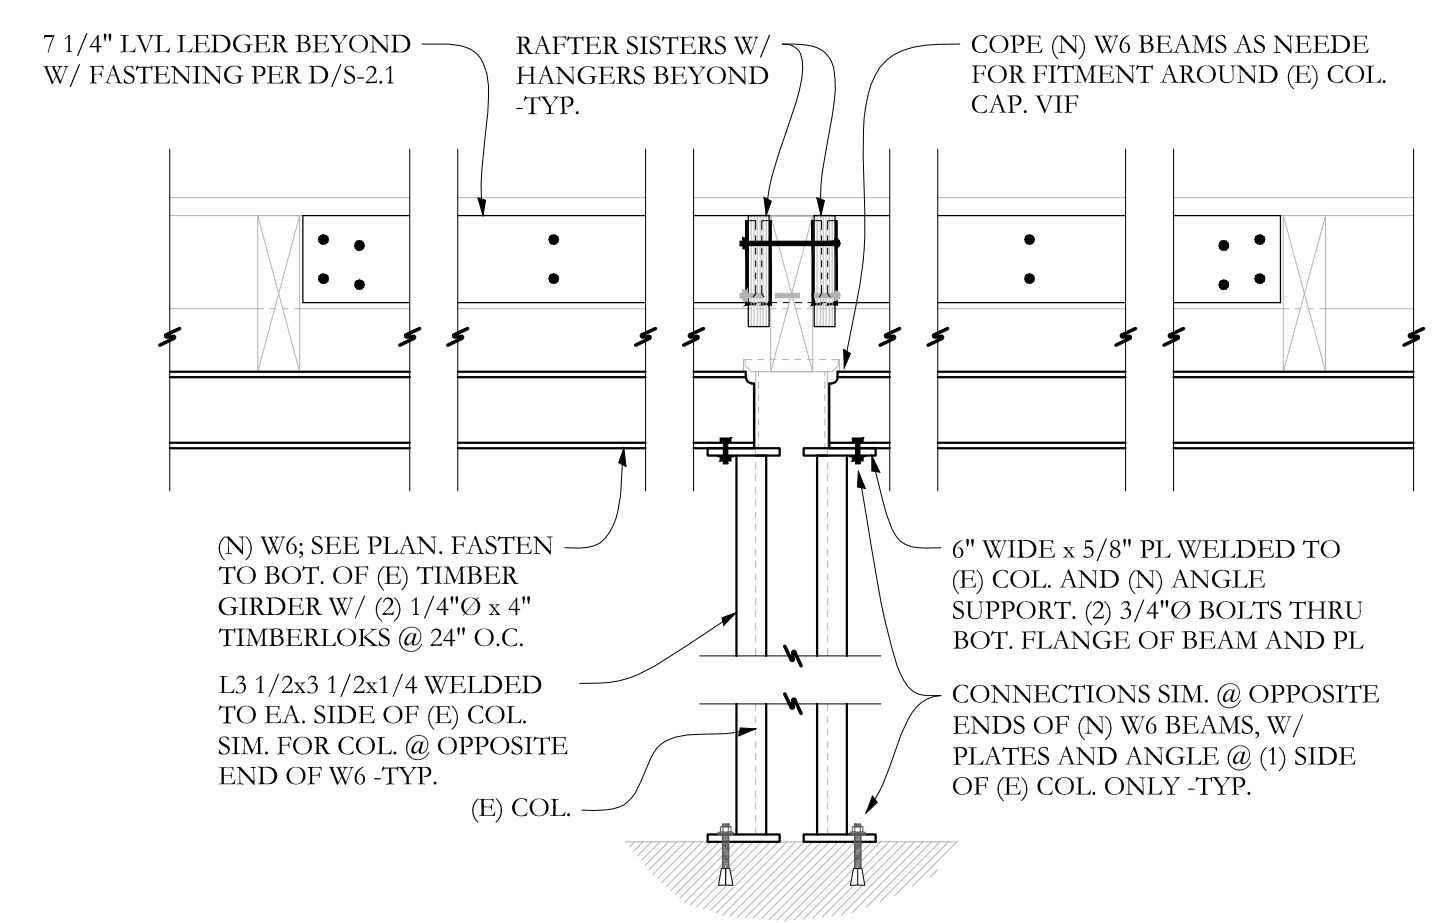 7 1/4" LVL LEDGER BEYOND
W/ FASTENING PER D/S-2.1
RAFTER SISTERS W/
HANGERS BEYOND
-TYP.
COPE (N) W6 BEAMS AS NEEDE
FOR FITMENT AROUND (E) COL.
CAP. VIF
(N) W6; SEE PLAN. FASTEN
TO BOT. OF (E) TIMBER
GIRDER W/ (2) 1/4"Ø x 4"
TIMBERLOKS @ 24" O.C.
L3 1/2x3 1/2x1/4 WELDED
TO EA. SIDE OF (E) COL.
SIM. FOR COL. @ OPPOSITE
END OF W6 -TYP.
(E) COL.
6" WIDE x 5/8" PL WELDED TO
(E) COL. AND (N) ANGLE
SUPPORT. (2) 3/4"Ø BOLTS THRU
BOT. FLANGE OF BEAM AND PL
CONNECTIONS SIM. @ OPPOSITE
ENDS OF (N) W6 BEAMS, W/
PLATES AND ANGLE @ (1) SIDE
OF (E) COL. ONLY -TYP.